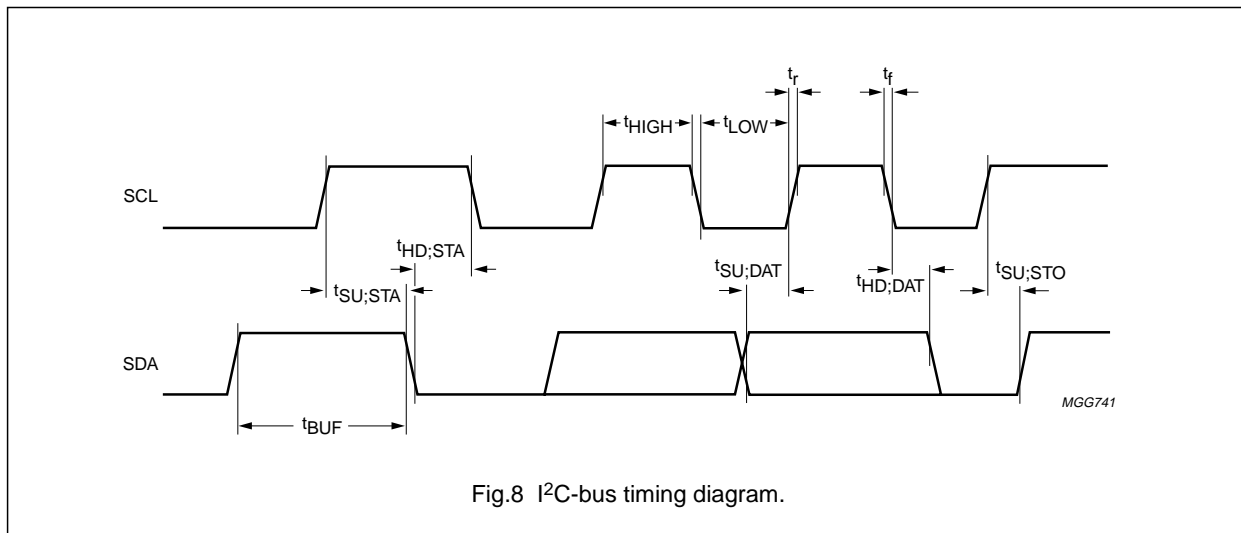 t_r
t_f
t_HIGH
t_LOW
SCL
t_HD;STA
t_SU;DAT
t_HD;DAT
t_SU;STO
t_SU;STA
SDA
t_BUF
MGG741
Fig.8 I²C-bus timing diagram.